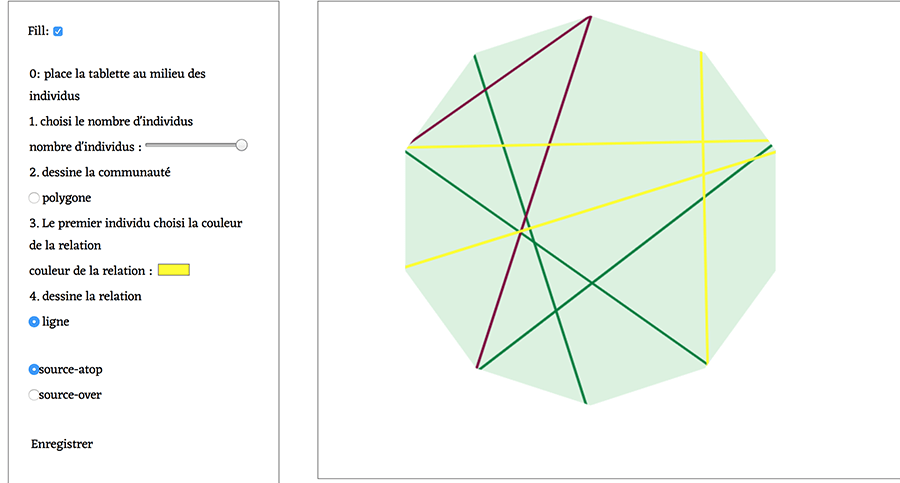 Fill:
0: place la tablette au milieu des
individus
1. choisi le nombre d'individus
nombre d'individus :
2. dessine la communauté
polygone
3. Le premier individu choisi la couleur
de la relation
couleur de la relation :
4. dessine la relation
ligne
source-atop
source-over
Enregistrer